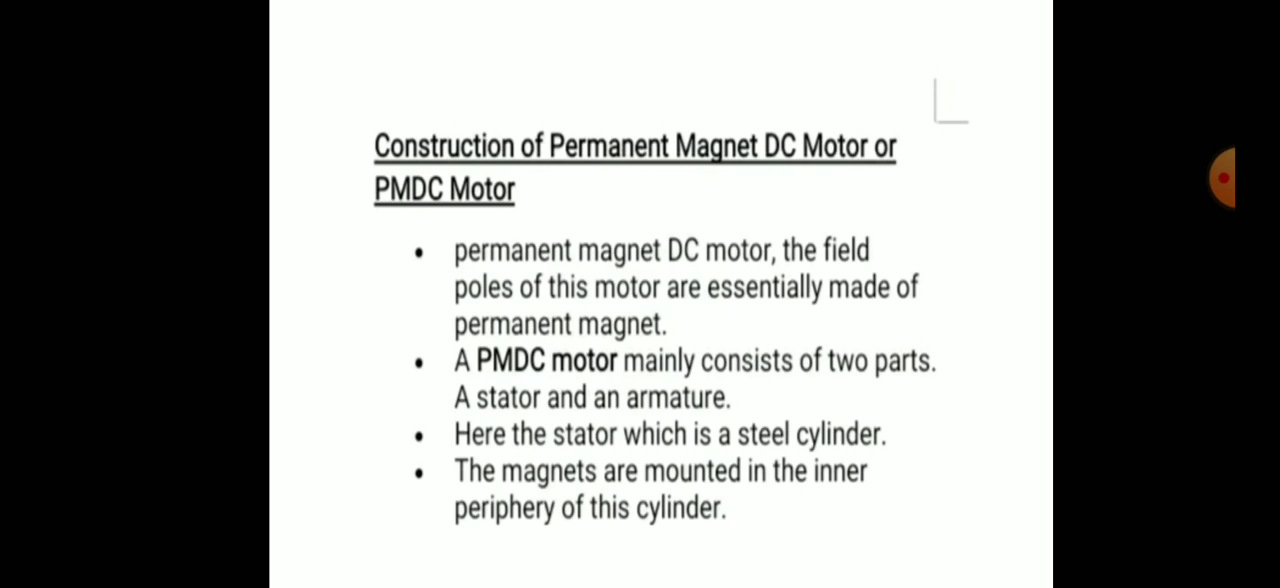 Construction of Permanent Magnet DC Motor or
PMDC Motor
• permanent magnet DC motor, the field
poles of this motor are essentially made of
permanent magnet.
• A PMDC motor mainly consists of two parts.
A stator and an armature.
• Here the stator which is a steel cylinder.
• The magnets are mounted in the inner
periphery of this cylinder.